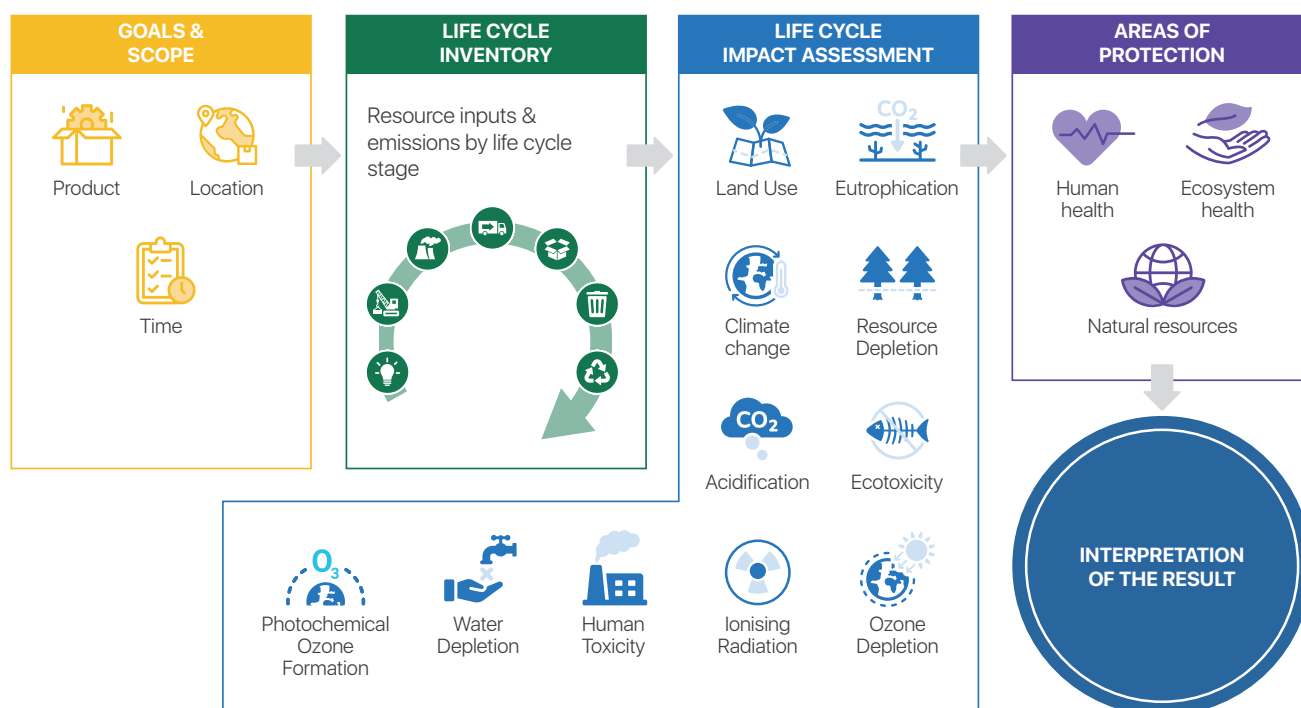 GOALS &
SCOPE
Product
Location
Time
LIFE CYCLE
INVENTORY
Resource inputs &
emissions by life cycle
stage
LIFE CYCLE
IMPACT ASSESSMENT
Land Use
CO2
Eutrophication
Climate
change
Resource
Depletion
CO2
Acidification
Ecotoxicity
O3
Photochemical
Ozone
Formation
Water
Depletion
Human
Toxicity
Ionising
Radiation
Ozone
Depletion
AREAS OF
PROTECTION
Human
health
Ecosystem
health
Natural resources
INTERPRETATION
OF THE RESULT